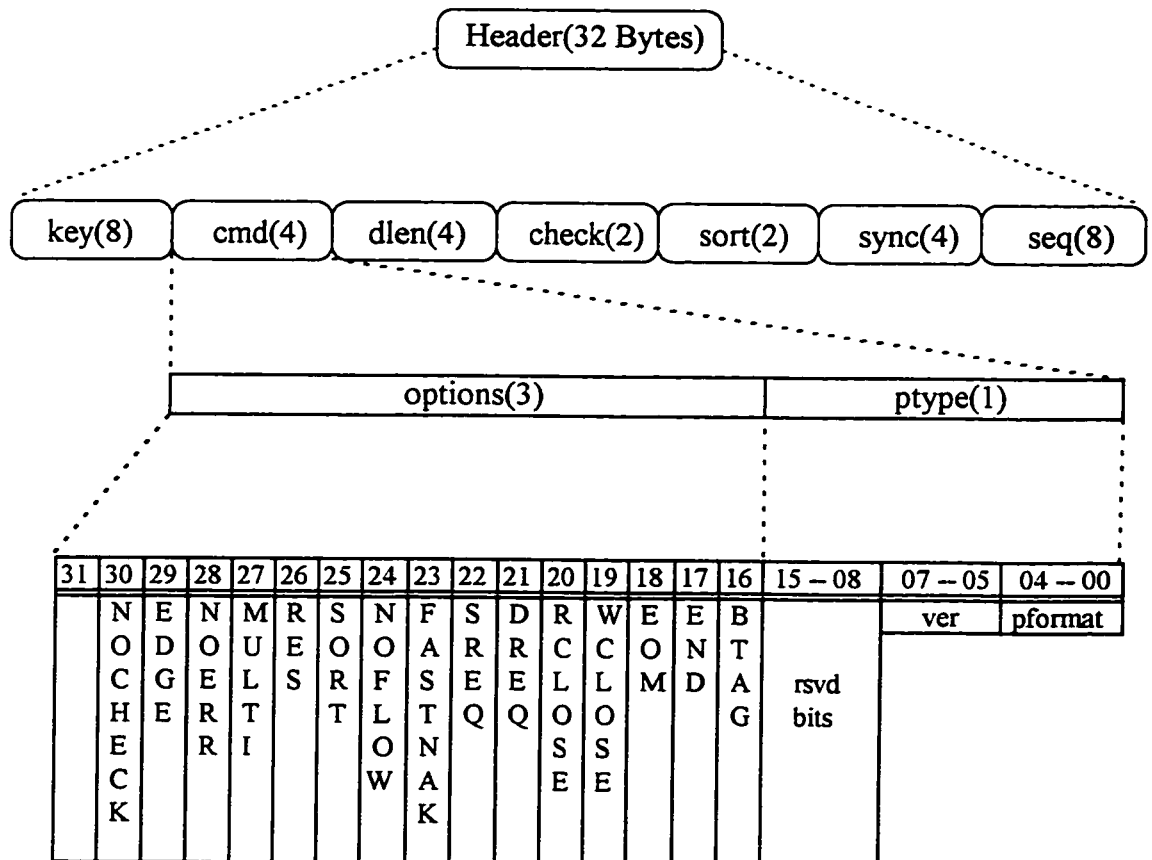 Header(32 Bytes)
key(8) cmd(4) dlen(4) check(2) sort(2) sync(4) seq(8)
options(3) ptype(1)
31 30 29 28 27 26 25 24 23 22 21 20 19 18 17 16 15 – 08 07 – 05 04 – 00
NOCHECK
EDGE
NOERR
MULTI
RES
SORT
NOFLOW
FASTNAK
SREQ
DREQ
RCLOSE
WCLOSE
EOM
END
BTAG
rsvd
bits
ver pformat